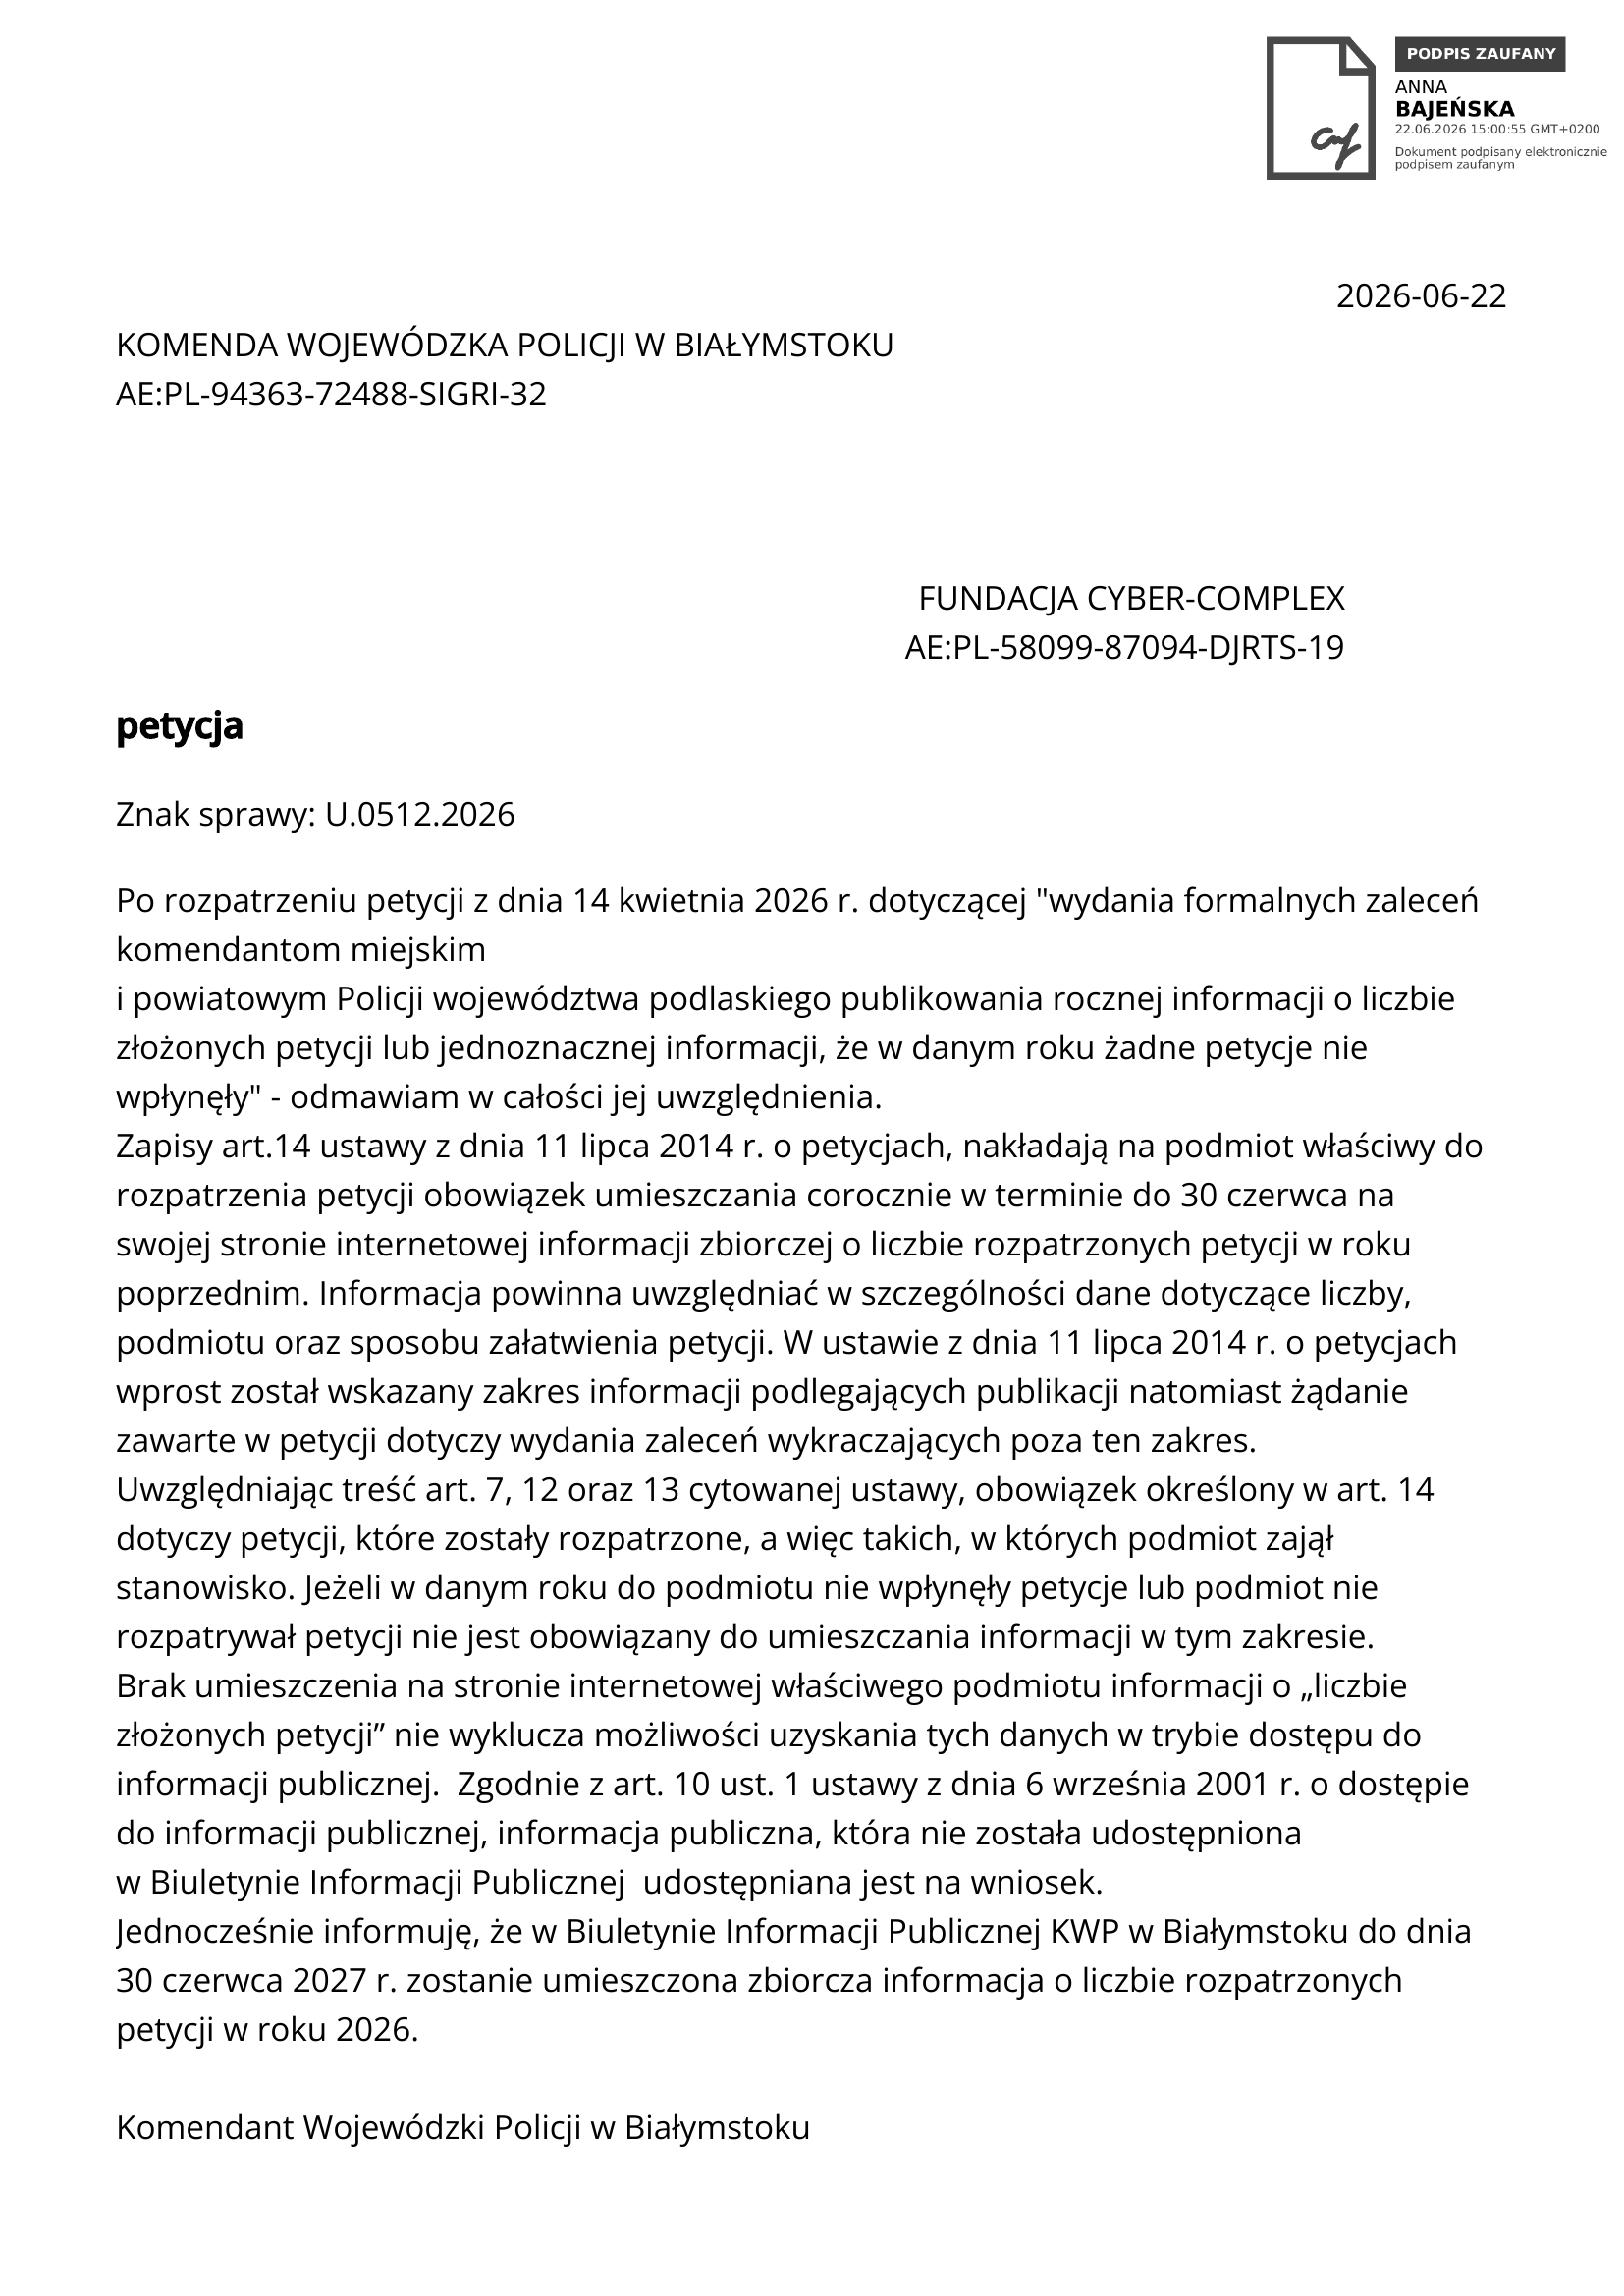 PODPIS ZAUFANY
ANNA
BAJEŃSKA
22.06.2026 15:00:55 GMT+0200
Dokument podpisany elektronicznie
podpisem zaufanym
2026-06-22
KOMENDA WOJEWÓDZKA POLICJI W BIAŁYMSTOKU
AE:PL-94363-72488-SIGRI-32
FUNDACJA CYBER-COMPLEX
AE:PL-58099-87094-DJRTS-19
petycja
Znak sprawy: U.0512.2026
Po rozpatrzeniu petycji z dnia 14 kwietnia 2026 r. dotyczącej "wydania formalnych zaleceń
komendantom miejskim
i powiatowym Policji województwa podlaskiego publikowania rocznej informacji o liczbie
złożonych petycji lub jednoznacznej informacji, że w danym roku żadne petycje nie
wpłynęły" - odmawiam w całości jej uwzględnienia.
Zapisy art.14 ustawy z dnia 11 lipca 2014 r. o petycjach, nakładają na podmiot właściwy do
rozpatrzenia petycji obowiązek umieszczania corocznie w terminie do 30 czerwca na
swojej stronie internetowej informacji zbiorczej o liczbie rozpatrzonych petycji w roku
poprzednim. Informacja powinna uwzględniać w szczególności dane dotyczące liczby,
podmiotu oraz sposobu załatwienia petycji. W ustawie z dnia 11 lipca 2014 r. o petycjach
wprost został wskazany zakres informacji podlegających publikacji natomiast żądanie
zawarte w petycji dotyczy wydania zaleceń wykraczających poza ten zakres.
Uwzględniając treść art. 7, 12 oraz 13 cytowanej ustawy, obowiązek określony w art. 14
dotyczy petycji, które zostały rozpatrzone, a więc takich, w których podmiot zajął
stanowisko. Jeżeli w danym roku do podmiotu nie wpłynęły petycje lub podmiot nie
rozpatrywał petycji nie jest obowiązany do umieszczania informacji w tym zakresie.
Brak umieszczenia na stronie internetowej właściwego podmiotu informacji o „liczbie
złożonych petycji” nie wyklucza możliwości uzyskania tych danych w trybie dostępu do
informacji publicznej.  Zgodnie z art. 10 ust. 1 ustawy z dnia 6 września 2001 r. o dostępie
do informacji publicznej, informacja publiczna, która nie została udostępniona
w Biuletynie Informacji Publicznej  udostępniana jest na wniosek.
Jednocześnie informuję, że w Biuletynie Informacji Publicznej KWP w Białymstoku do dnia
30 czerwca 2027 r. zostanie umieszczona zbiorcza informacja o liczbie rozpatrzonych
petycji w roku 2026.
Komendant Wojewódzki Policji w Białymstoku